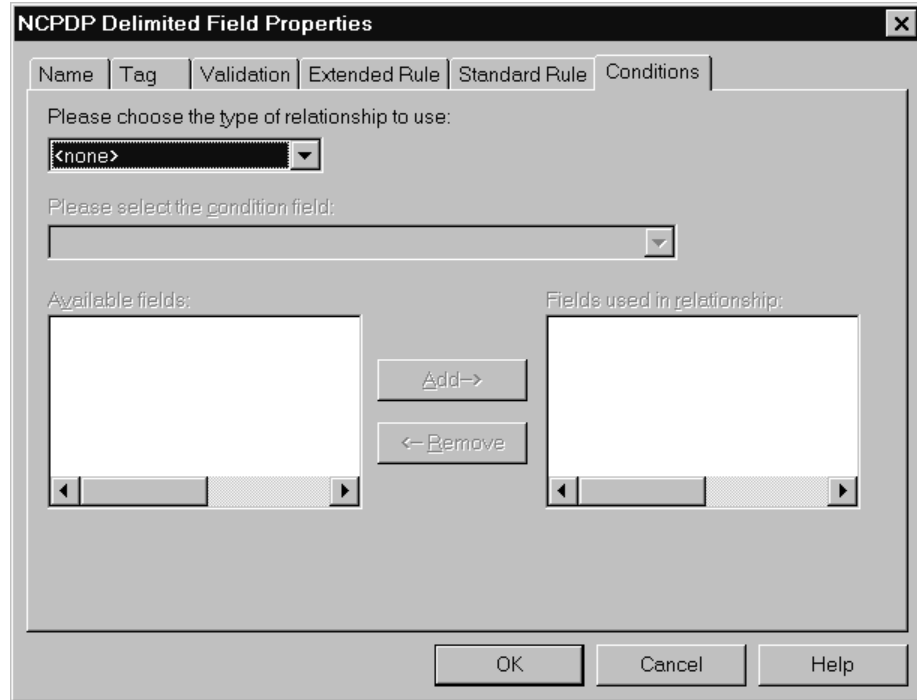 NCPDP Delimited Field Properties
Name Tag Validation Extended Rule Standard Rule Conditions
Please choose the type of relationship to use:
<none>
Please select the condition field:
Available fields: Fields used in relationship:
Add->
<-Remove
OK Cancel Help